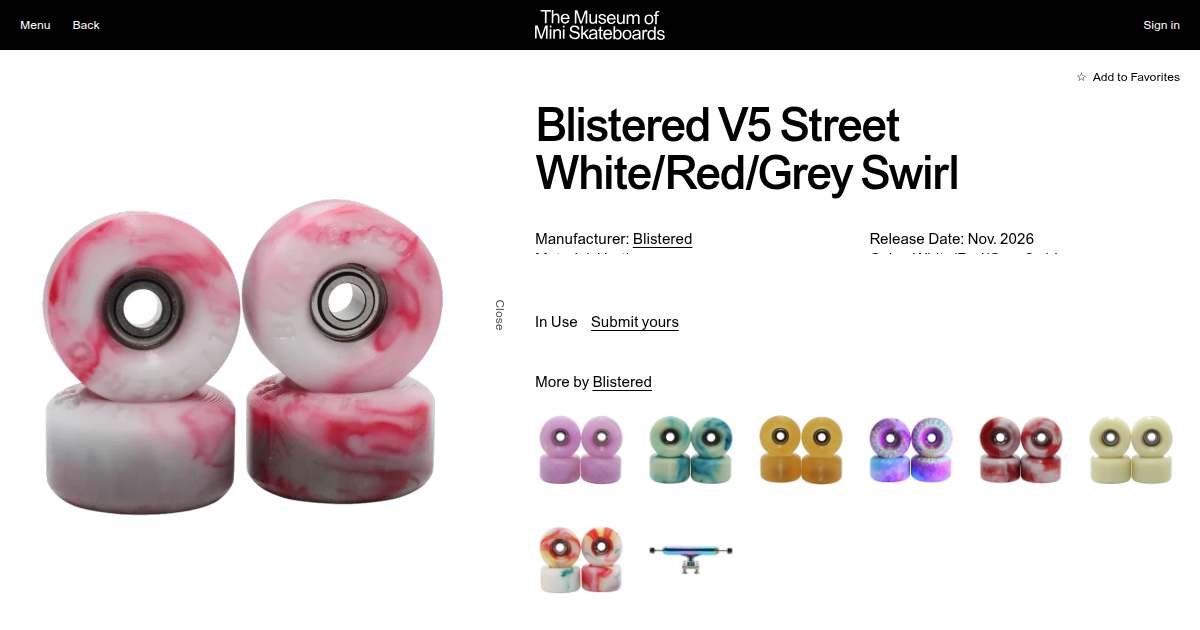 Menu
Back
The Museum of
Mini Skateboards
Sign in
☆ Add to Favorites
Blistered V5 Street
White/Red/Grey Swirl
Manufacturer: Blistered
Release Date: Nov. 2026
Close
In Use Submit yours
More by Blistered